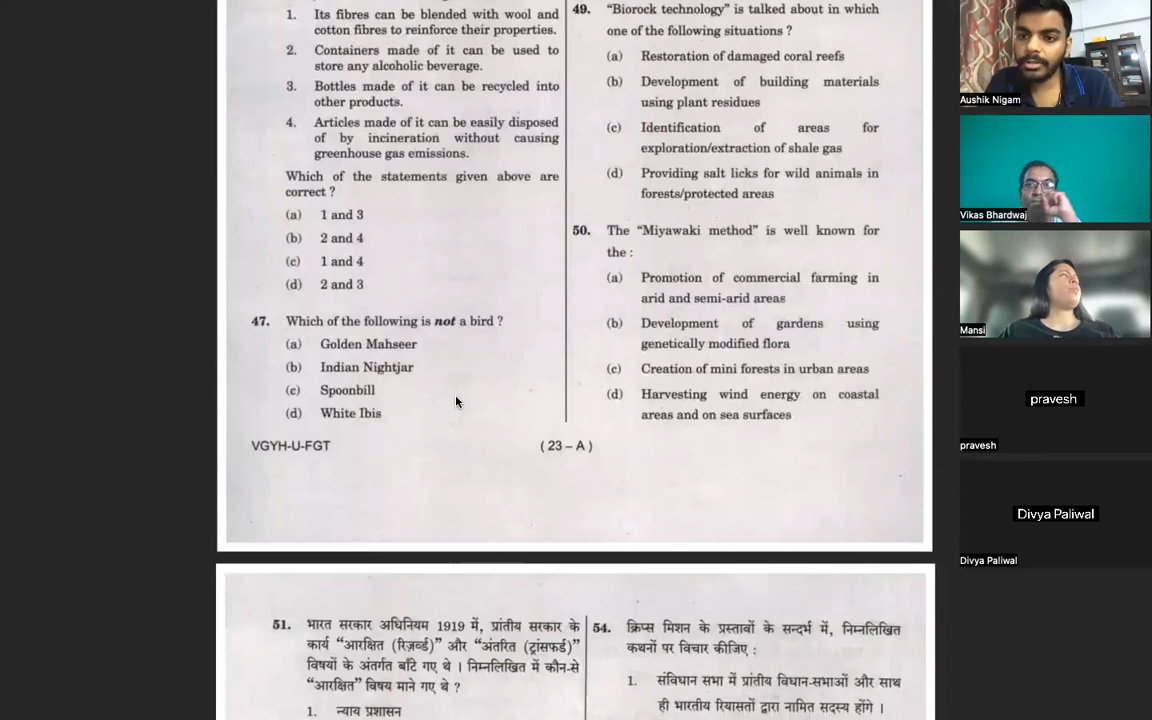 1. Its fibres can be blended with wool and
cotton fibres to reinforce their properties.
2. Containers made of it can be used to
store any alcoholic beverage.
3. Bottles made of it can be recycled into
other products.
4. Articles made of it can be easily disposed
of by incineration without causing
greenhouse gas emissions.
Which of the statements given above are
correct ?
(a) 1 and 3
(b) 2 and 4
(c) 1 and 4
(d) 2 and 3
47. Which of the following is not a bird ?
(a) Golden Mahseer
(b) Indian Nightjar
(c) Spoonbill
(d) White Ibis
49. “Biorock technology” is talked about in which
one of the following situations ?
(a) Restoration of damaged coral reefs
(b) Development of building materials
using plant residues
(c) Identification of areas for
exploration/extraction of shale gas
(d) Providing salt licks for wild animals in
forests/protected areas
50. The “Miyawaki method” is well known for
the :
(a) Promotion of commercial farming in
arid and semi-arid areas
(b) Development of gardens using
genetically modified flora
(c) Creation of mini forests in urban areas
(d) Harvesting wind energy on coastal
areas and on sea surfaces
VGYH-U-FGT
( 23 – A )
51. भारत सरकार अधिनियम 1919 में, प्रांतीय सरकार के
कार्य “आरक्षित (रिज़र्व्ड)” और “अंतरित (ट्रांसफर्ड)”
विषयों के अंतर्गत बाँटे गए थे । निम्नलिखित में कौन-से
“आरक्षित” विषय माने गए थे ?
1. न्याय प्रशासन
54. क्रिप्स मिशन के प्रस्तावों के सन्दर्भ में, निम्नलिखित
कथनों पर विचार कीजिए :
1. संविधान सभा में प्रांतीय विधान-सभाओं और साथ
ही भारतीय रियासतों द्वारा नामित सदस्य होंगे ।
Aushik Nigam
Vikas Bhardwaj
Mansi
pravesh
pravesh
Divya Paliwal
Divya Paliwal